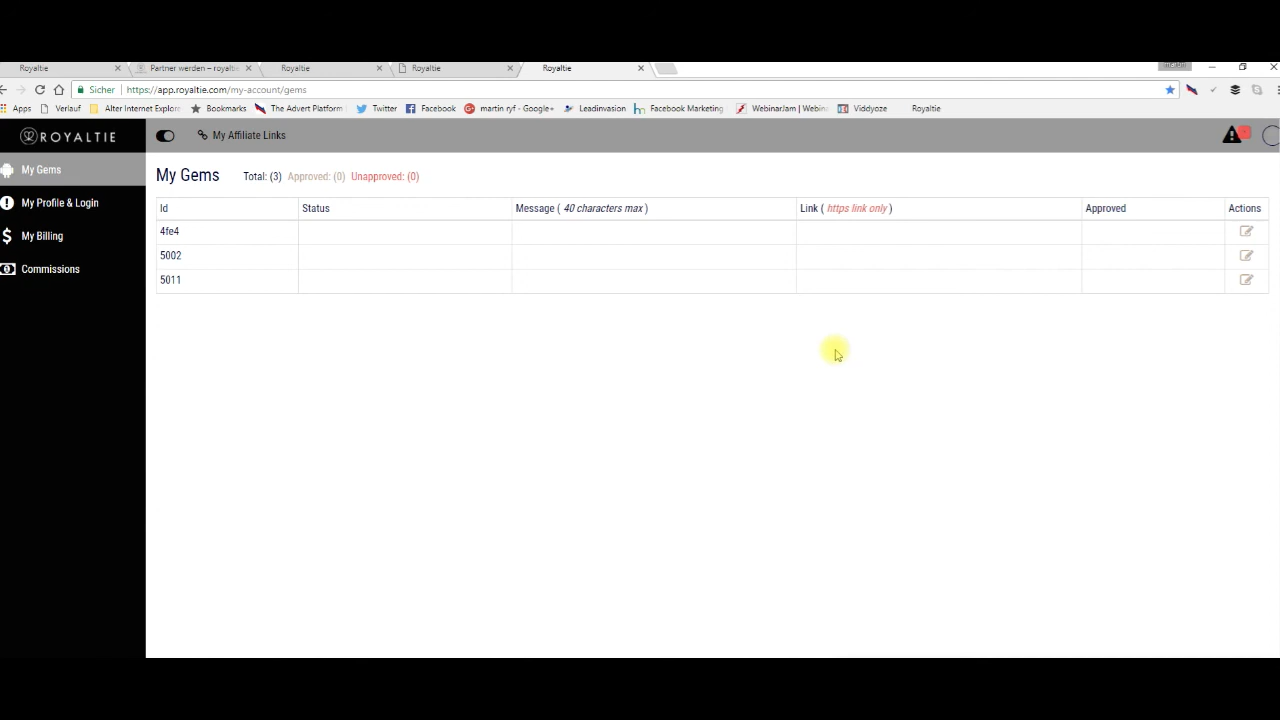 Royaltie Partner werden – royaltie Royaltie Royaltie Royaltie
Sicher https://app.royaltie.com/my-account/gems
Apps Verlauf Alter Internet Explore Bookmarks The Advert Platform Twitter Facebook martin ryf - Google+ Leadinvasion Facebook Marketing WebinarJam | Webin Viddyoze Royaltie
ROYALTIE My Affiliate Links
My Gems
My Profile & Login
My Billing
Commissions
My Gems Total: (3) Approved: (0) Unapproved: (0)
Id Status Message ( 40 characters max ) Link ( https link only ) Approved Actions
4fe4
5002
5011